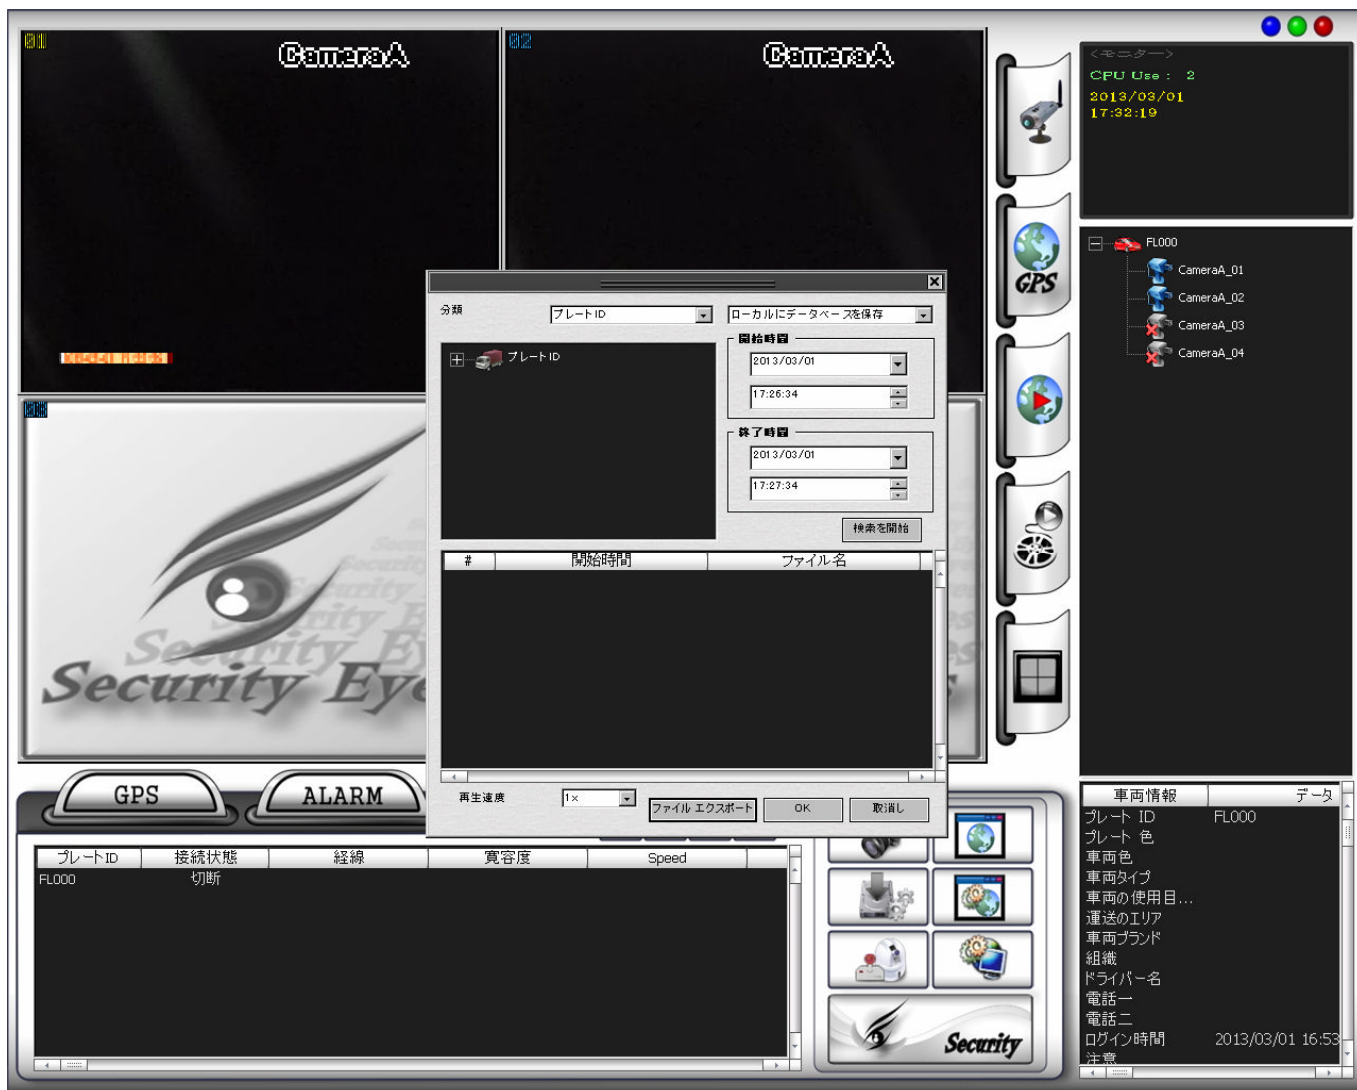 01
CameraA
02
CameraA
03
Security Eyes
<モニター>
CPU Use : 2
2013/03/01
17:32:19
GPS
FL000
CameraA_01
CameraA_02
CameraA_03
CameraA_04
分類
プレートID
ローカルにデータベースを保存
プレートID
開始時間
2013/03/01
17:26:34
終了時間
2013/03/01
17:27:34
検索を開始
# 開始時間 ファイル名
再生速度
1×
ファイル エクスポート
OK
取消し
GPS
ALARM
プレートID 接続状態 経線 寛容度 Speed
FL000 切断
Security
車両情報 データ
プレート ID FL000
プレート 色
車両色
車両タイプ
車両の使用目...
運送のエリア
車両ブランド
組織
ドライバー名
電話一
電話二
ログイン時間 2013/03/01 16:53
注意